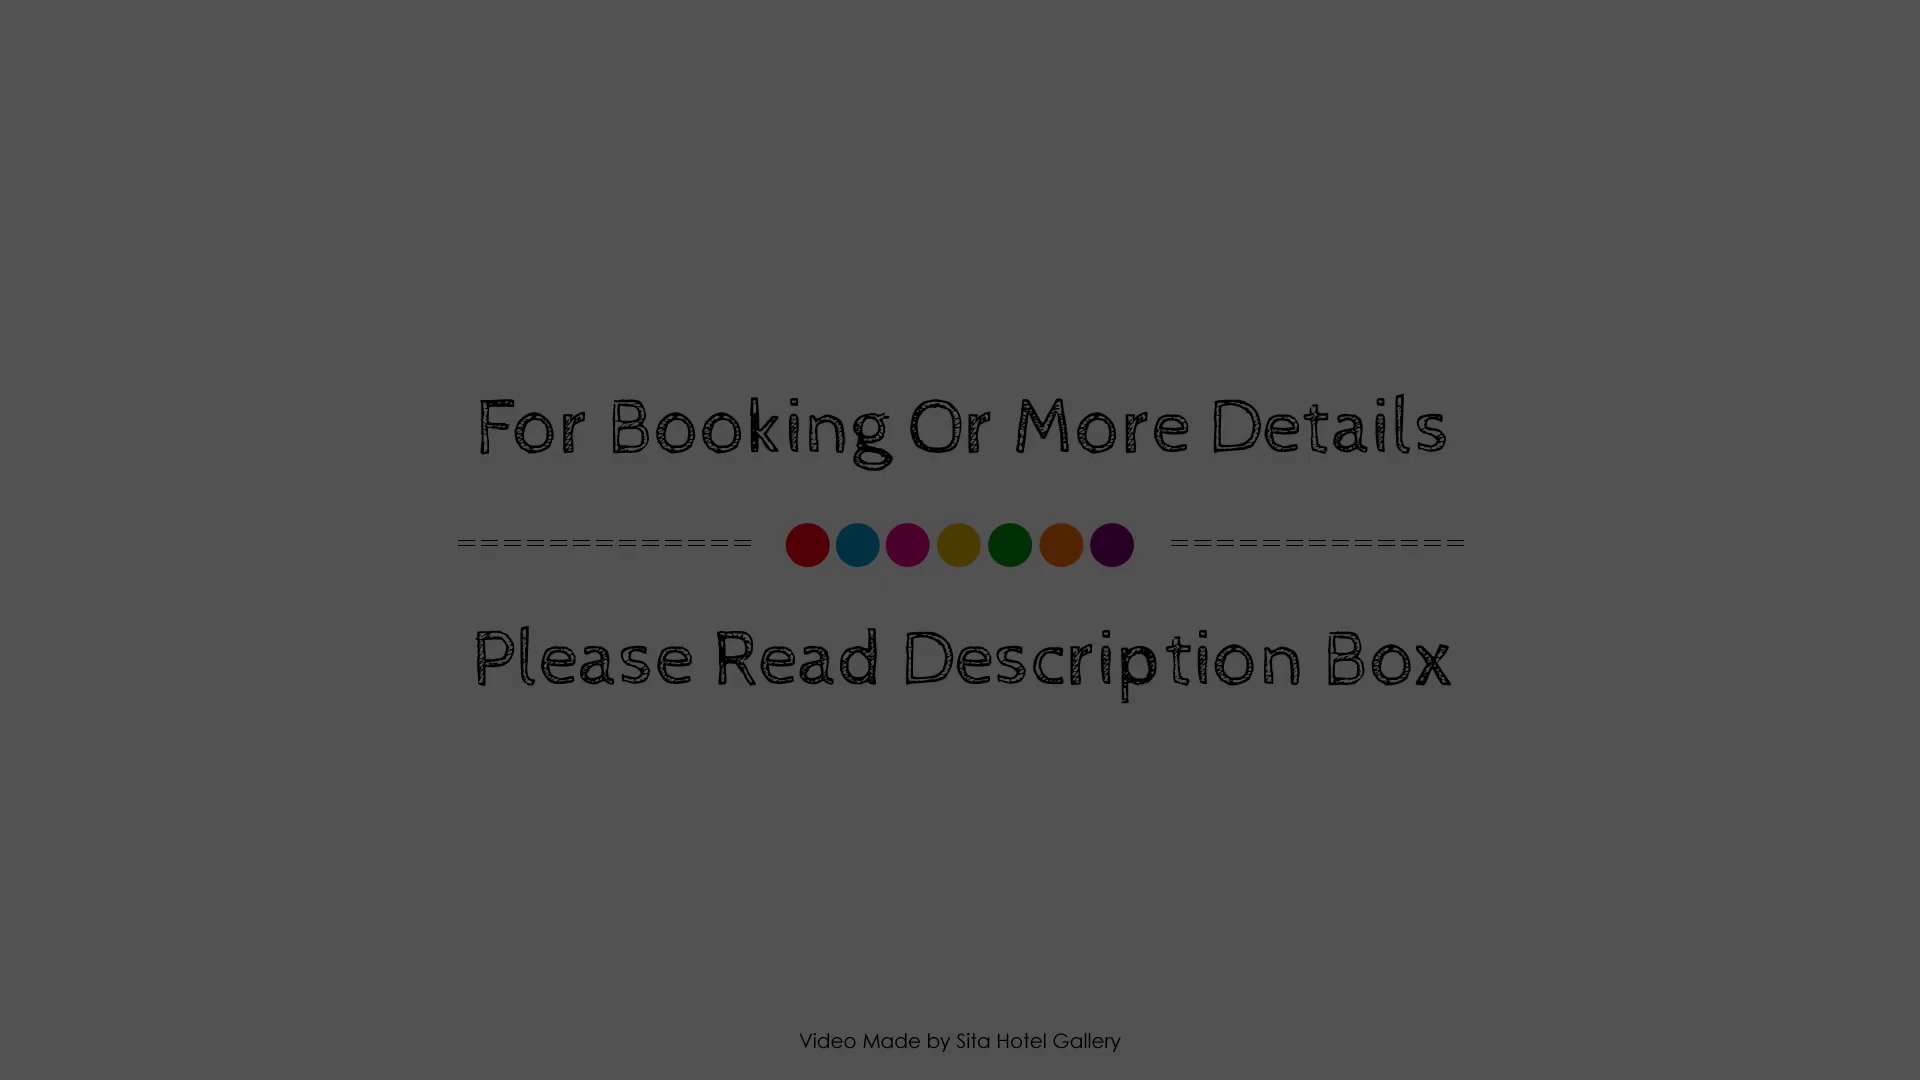 For Booking Or More Details
============= =============
Please Read Description Box
Video Made by Sita Hotel Gallery